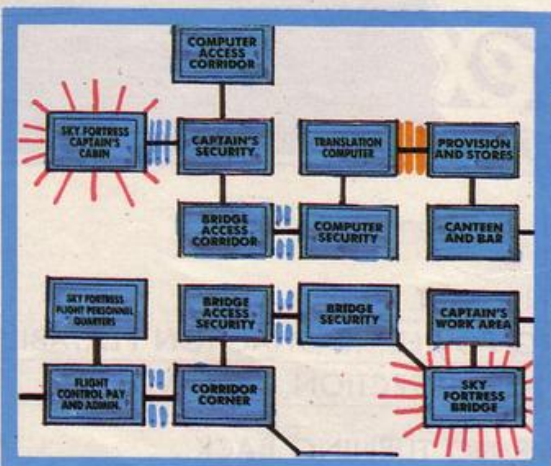 COMPUTER
ACCESS
CORRIDOR
SKY FORTRESS
CAPTAIN'S
CABIN
CAPTAIN'S
SECURITY
TRANSLATION
COMPUTER
PROVISION
AND STORES
BRIDGE
ACCESS
CORRIDOR
COMPUTER
SECURITY
CANTEEN
AND BAR
SKY FORTRESS
FLIGHT PERSONNEL
QUARTERS
BRIDGE
ACCESS
SECURITY
BRIDGE
SECURITY
CAPTAIN'S
WORK AREA
FLIGHT
CONTROL PAY
AND ADMIN.
CORRIDOR
CORNER
SKY
FORTRESS
BRIDGE